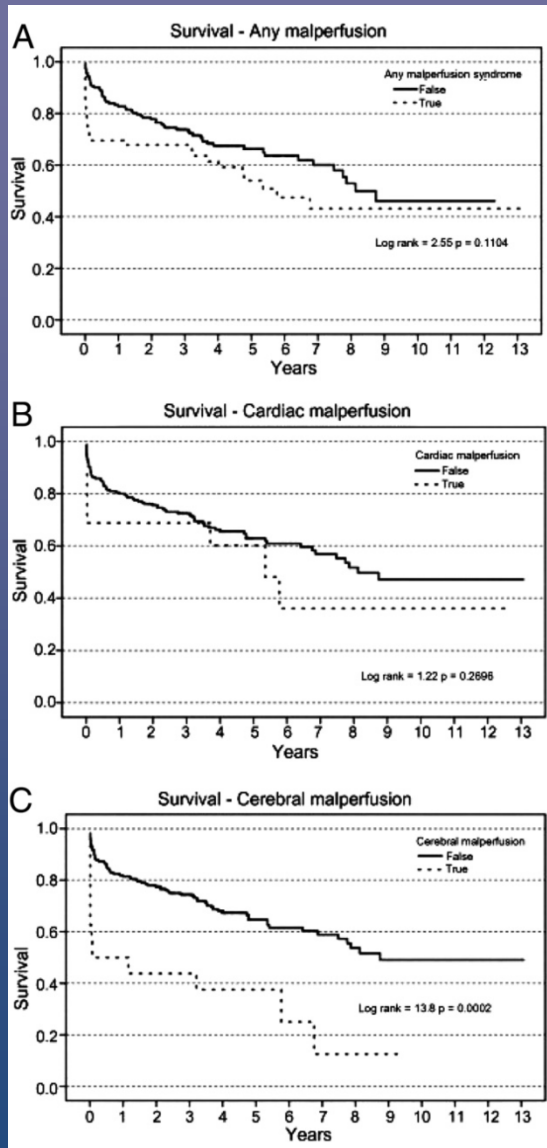 A
Survival - Any malperfusion
Any malperfusion syndrome
False
True
1.0
0.8
0.6
0.4
0.2
0.0
Survival
Log rank = 2.55 p = 0.1104
0 1 2 3 4 5 6 7 8 9 10 11 12 13
Years
B
Survival - Cardiac malperfusion
Cardiac malperfusion
False
True
1.0
0.8
0.6
0.4
0.2
0.0
Survival
Log rank = 1.22 p = 0.2696
0 1 2 3 4 5 6 7 8 9 10 11 12 13
Years
C
Survival - Cerebral malperfusion
Cerebral malperfusion
False
True
1.0
0.8
0.6
0.4
0.2
0.0
Survival
Log rank = 13.8 p = 0.0002
0 1 2 3 4 5 6 7 8 9 10 11 12 13
Years